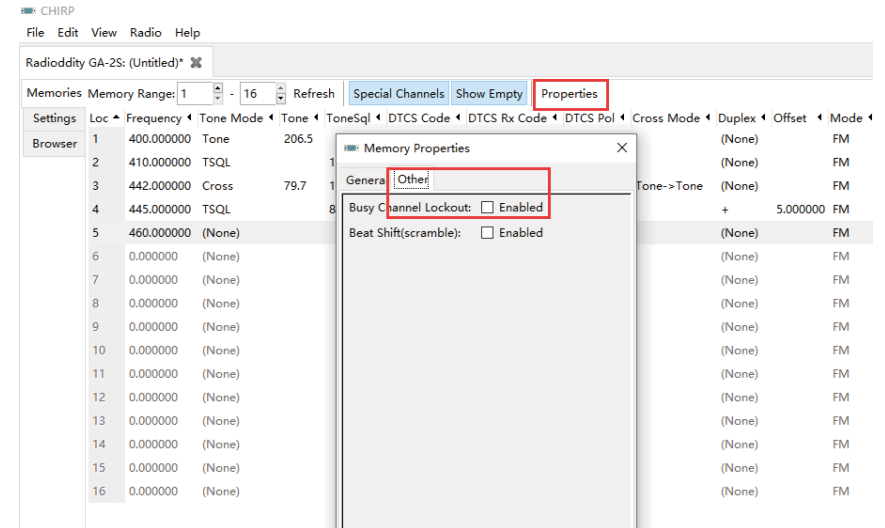 CHIRP
File Edit View Radio Help
Radioddity GA-2S: (Untitled)*
Memories Memory Range: 1 - 16 Refresh Special Channels Show Empty Properties
Settings
Browser
Loc Frequency Tone Mode Tone ToneSql DTCS Code DTCS Rx Code DTCS Pol Cross Mode Duplex Offset Mode
1 400.000000 Tone 206.5 (None) FM
2 410.000000 TSQL 1 (None) FM
3 442.000000 Cross 79.7 1 Tone->Tone (None) FM
4 445.000000 TSQL 8 + 5.000000 FM
5 460.000000 (None) (None) FM
6 0.000000 (None) (None) FM
7 0.000000 (None) (None) FM
8 0.000000 (None) (None) FM
9 0.000000 (None) (None) FM
10 0.000000 (None) (None) FM
11 0.000000 (None) (None) FM
12 0.000000 (None) (None) FM
13 0.000000 (None) (None) FM
14 0.000000 (None) (None) FM
15 0.000000 (None) (None) FM
16 0.000000 (None) (None) FM
Memory Properties
Genera Other
Busy Channel Lockout: Enabled
Beat Shift(scramble): Enabled